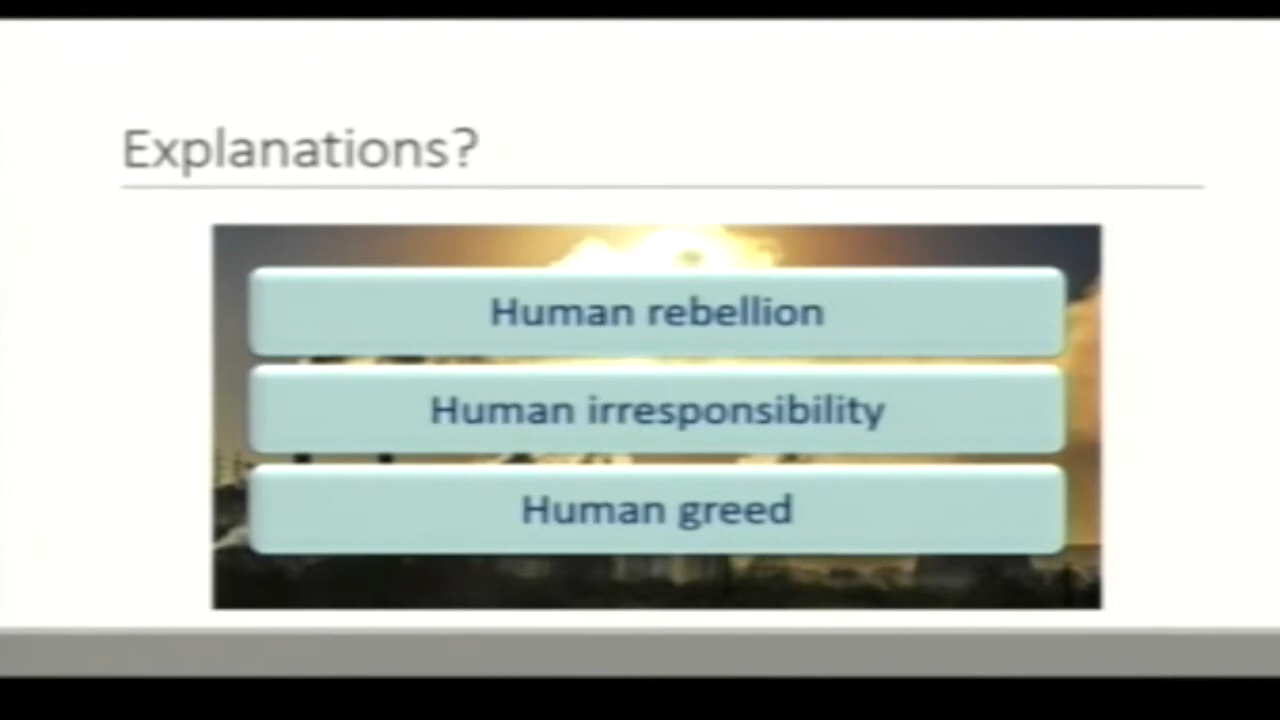 Explanations?
Human rebellion
Human irresponsibility
Human greed